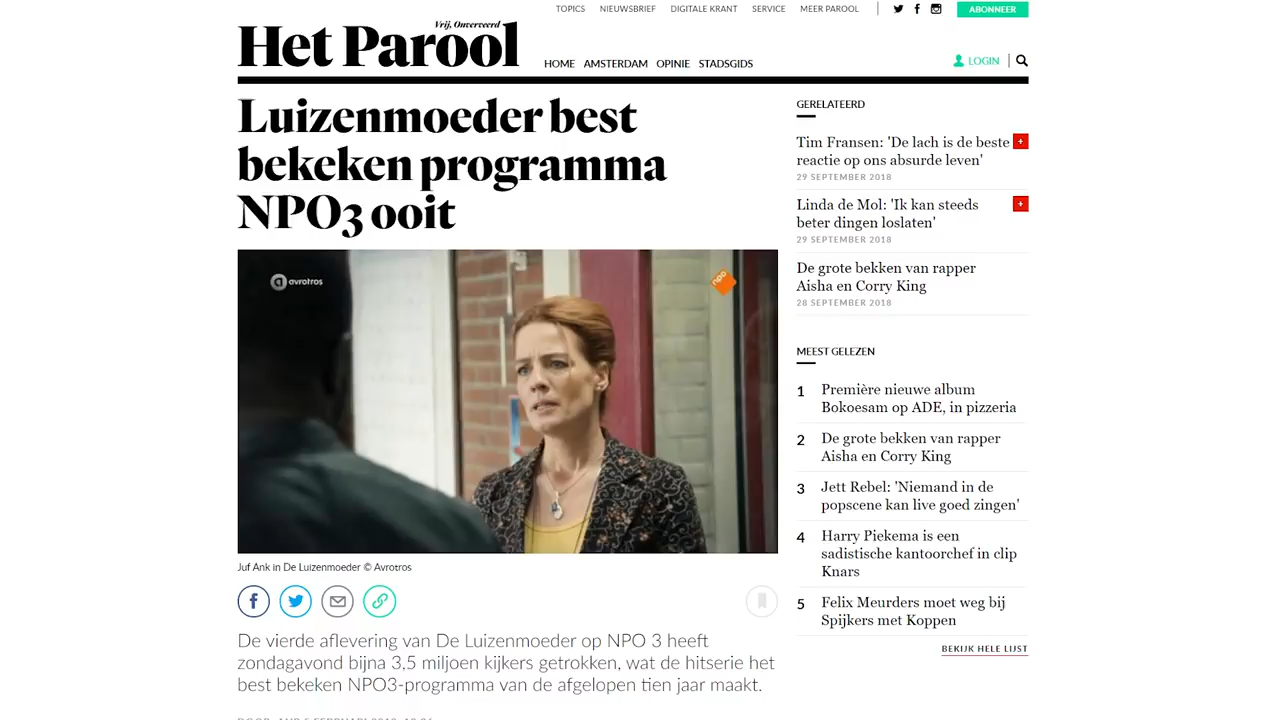 TOPICS NIEUWSBRIEF DIGITALE KRANT SERVICE MEER PAROOL ABONNEER
Vrij, Onverveerd
Het Parool
HOME AMSTERDAM OPINIE STADSGIDS
LOGIN
Luizenmoeder best
bekeken programma
NPO3 ooit
avrotros
npo
Juf Ank in De Luizenmoeder © Avrotros
De vierde aflevering van De Luizenmoeder op NPO 3 heeft
zondagavond bijna 3,5 miljoen kijkers getrokken, wat de hitserie het
best bekeken NPO3-programma van de afgelopen tien jaar maakt.
GERELATEERD
Tim Fransen: 'De lach is de beste
reactie op ons absurde leven'
+
29 SEPTEMBER 2018
Linda de Mol: 'Ik kan steeds
beter dingen loslaten'
+
29 SEPTEMBER 2018
De grote bekken van rapper
Aisha en Corry King
28 SEPTEMBER 2018
MEEST GELEZEN
1 Première nieuwe album
Bokoesam op ADE, in pizzeria
2 De grote bekken van rapper
Aisha en Corry King
3 Jett Rebel: 'Niemand in de
popscene kan live goed zingen'
4 Harry Piekema is een
sadistische kantoorchef in clip
Knars
5 Felix Meurders moet weg bij
Spijkers met Koppen
BEKIJK HELE LIJST